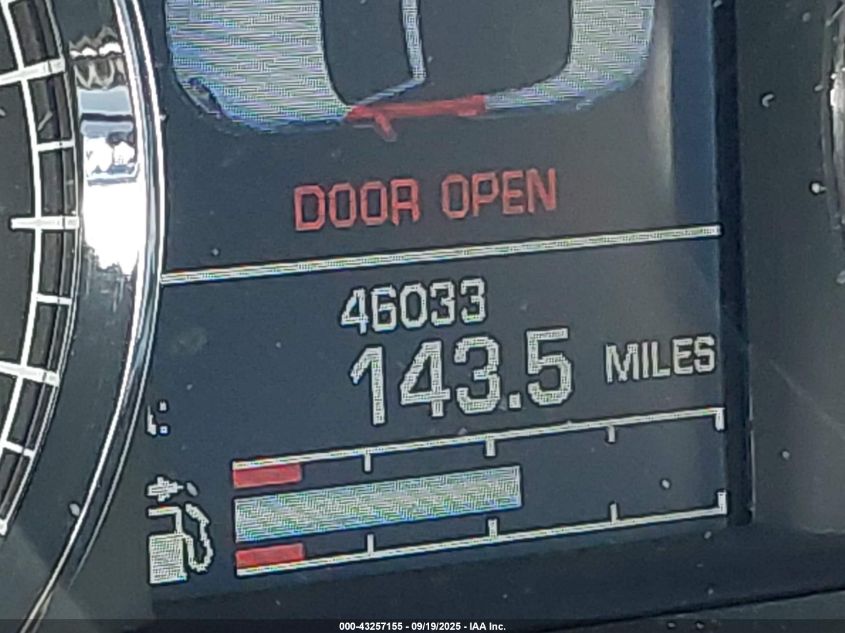 DOOR OPEN
46033
143.5 MILES
000-43257155 - 09/19/2025 - IAA Inc.